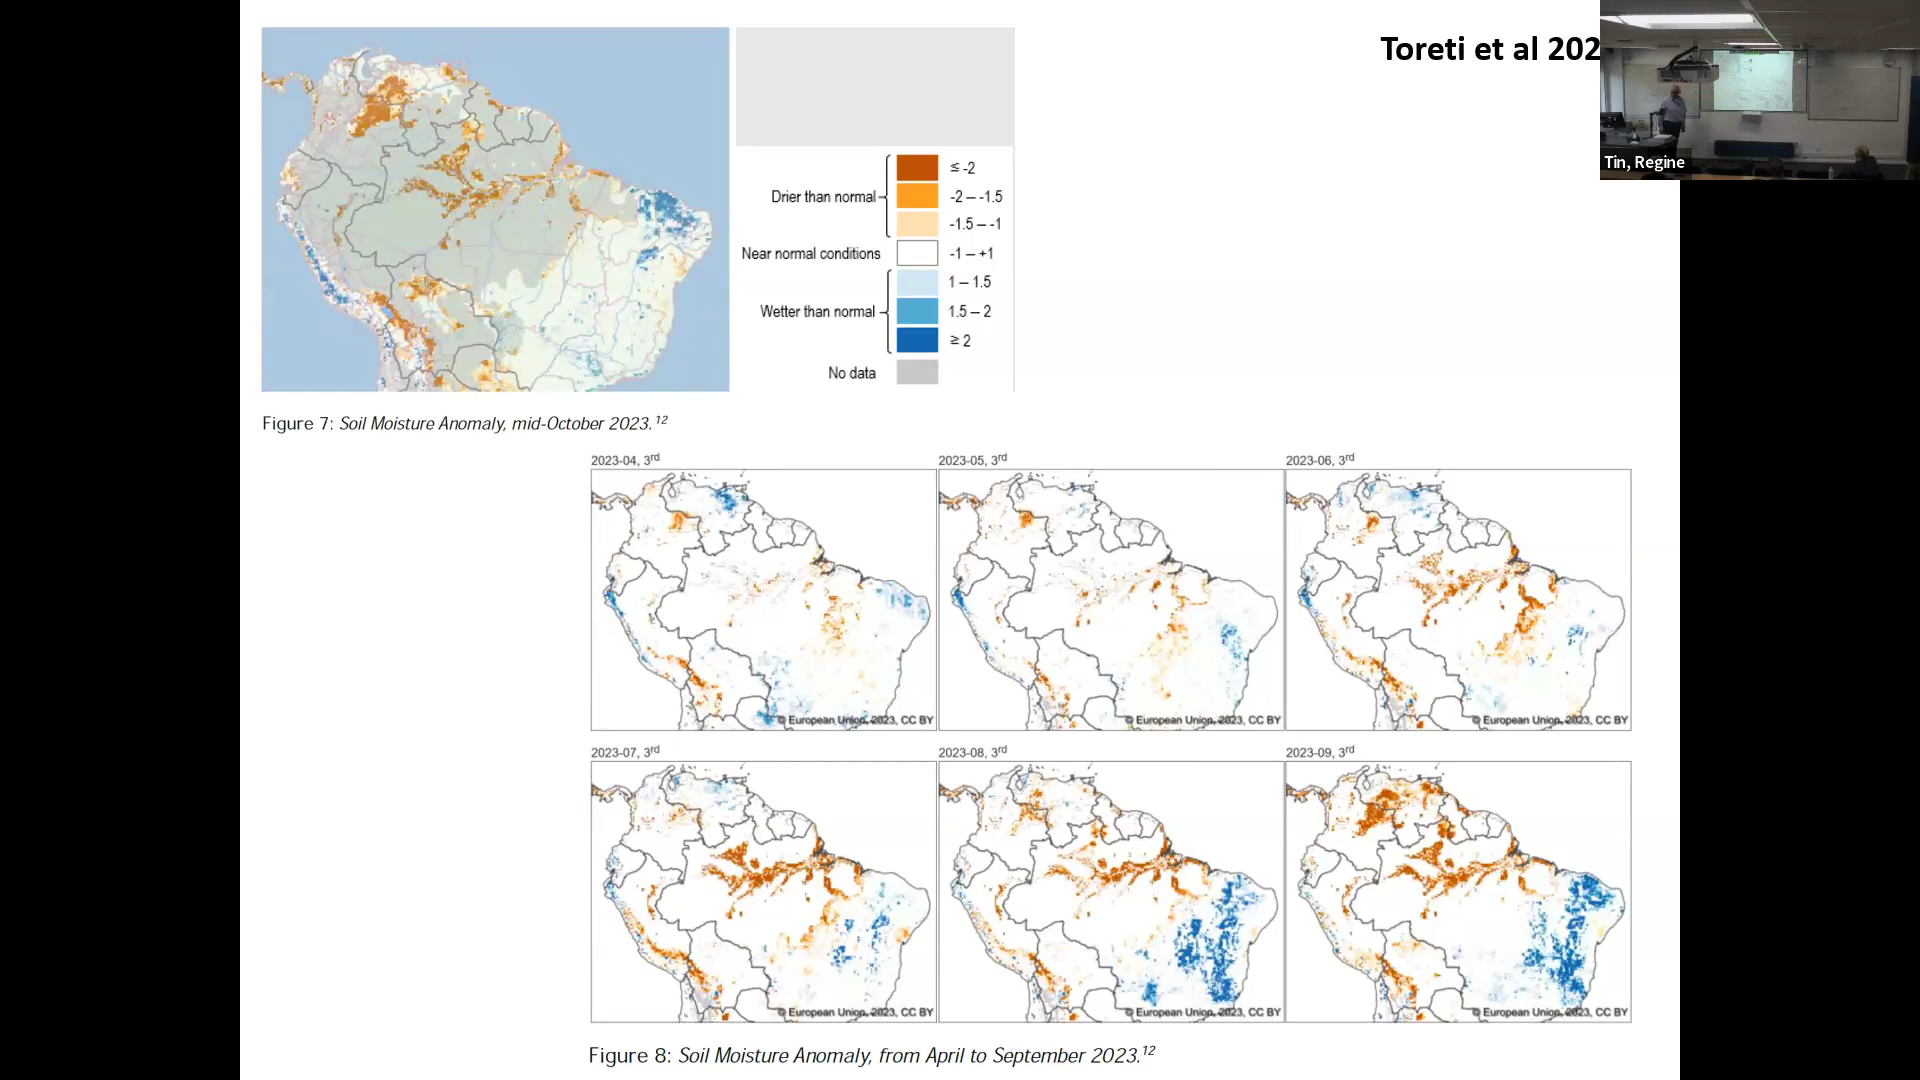 Toreti et al 202
Tin, Regine
Drier than normal
≤ -2
-2 – -1.5
-1.5 – -1
Near normal conditions
-1 – +1
Wetter than normal
1 – 1.5
1.5 – 2
≥ 2
No data
Figure 7: Soil Moisture Anomaly, mid-October 2023.12
2023-04, 3rd
2023-05, 3rd
2023-06, 3rd
© European Union, 2023, CC BY
© European Union, 2023, CC BY
© European Union, 2023, CC BY
2023-07, 3rd
2023-08, 3rd
2023-09, 3rd
© European Union, 2023, CC BY
© European Union, 2023, CC BY
© European Union, 2023, CC BY
Figure 8: Soil Moisture Anomaly, from April to September 2023.12